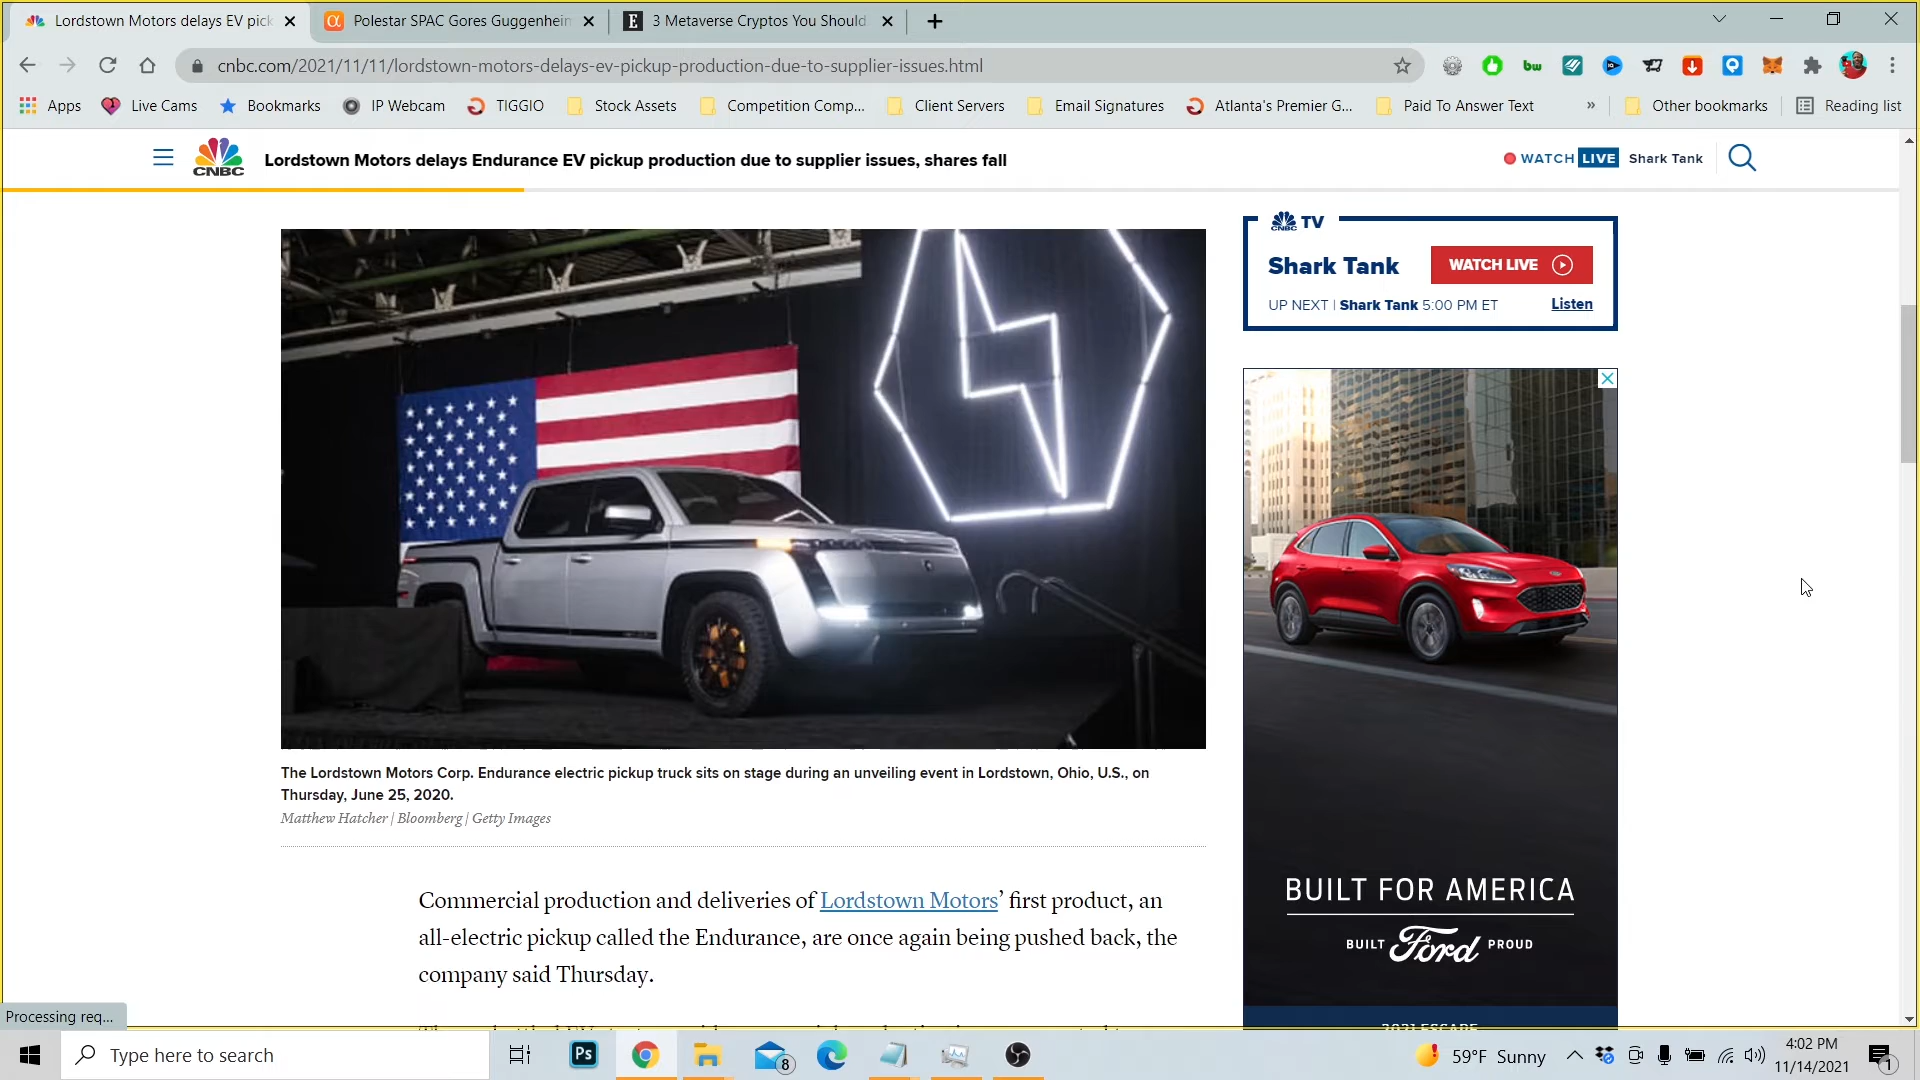 Lordstown Motors delays EV pick
Polestar SPAC Gores Guggenheim
3 Metaverse Cryptos You Should
cnbc.com/2021/11/11/lordstown-motors-delays-ev-pickup-production-due-to-supplier-issues.html
bw
Apps
Live Cams
Bookmarks
IP Webcam
TIGGIO
Stock Assets
Competition Comp...
Client Servers
Email Signatures
Atlanta's Premier G...
Paid To Answer Text
»
Other bookmarks
Reading list
CNBC
Lordstown Motors delays Endurance EV pickup production due to supplier issues, shares fall
WATCH LIVE Shark Tank
CNBC TV
Shark Tank
WATCH LIVE
UP NEXT | Shark Tank 5:00 PM ET
Listen
The Lordstown Motors Corp. Endurance electric pickup truck sits on stage during an unveiling event in Lordstown, Ohio, U.S., on
Thursday, June 25, 2020.
Matthew Hatcher | Bloomberg | Getty Images
Commercial production and deliveries of Lordstown Motors’ first product, an
all-electric pickup called the Endurance, are once again being pushed back, the
company said Thursday.
BUILT FOR AMERICA
BUILT Ford PROUD
2021 ESCAPE
Processing req...
Type here to search
Ps
8
59°F Sunny
4:02 PM
11/14/2021
1